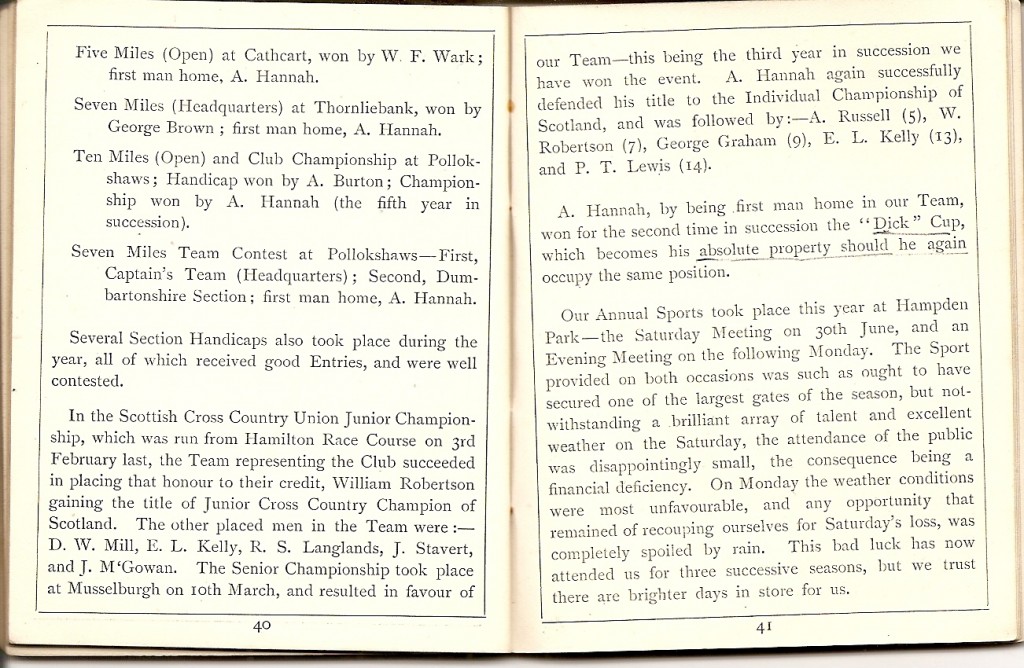 Five Miles (Open) at Cathcart, won by W. F. Wark;
first man home, A. Hannah.
Seven Miles (Headquarters) at Thornliebank, won by
George Brown ; first man home, A. Hannah.
Ten Miles (Open) and Club Championship at Pollok-
shaws; Handicap won by A. Burton; Champion-
ship won by A. Hannah (the fifth year in
succession).
Seven Miles Team Contest at Pollokshaws—First,
Captain's Team (Headquarters); Second, Dum-
bartonshire Section; first man home, A. Hannah.
Several Section Handicaps also took place during the
year, all of which received good Entries, and were well
contested.
In the Scottish Cross Country Union Junior Champion-
ship, which was run from Hamilton Race Course on 3rd
February last, the Team representing the Club succeeded
in placing that honour to their credit, William Robertson
gaining the title of Junior Cross Country Champion of
Scotland. The other placed men in the Team were :—
D. W. Mill, E. L. Kelly, R. S. Langlands, J. Stavert,
and J. M‘Gowan. The Senior Championship took place
at Musselburgh on 10th March, and resulted in favour of
40
our Team—this being the third year in succession we
have won the event. A. Hannah again successfully
defended his title to the Individual Championship of
Scotland, and was followed by:—A. Russell (5), W.
Robertson (7), George Graham (9), E. L. Kelly (13),
and P. T. Lewis (14).
A. Hannah, by being first man home in our Team,
won for the second time in succession the "Dick" Cup,
which becomes his absolute property should he again
occupy the same position.
Our Annual Sports took place this year at Hampden
Park—the Saturday Meeting on 30th June, and an
Evening Meeting on the following Monday. The Sport
provided on both occasions was such as ought to have
secured one of the largest gates of the season, but not-
withstanding a brilliant array of talent and excellent
weather on the Saturday, the attendance of the public
was disappointingly small, the consequence being a
financial deficiency. On Monday the weather conditions
were most unfavourable, and any opportunity that
remained of recouping ourselves for Saturday's loss, was
completely spoiled by rain. This bad luck has now
attended us for three successive seasons, but we trust
there are brighter days in store for us.
41